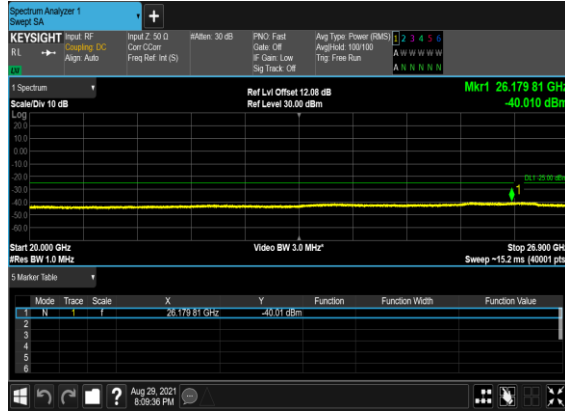 Spectrum Analyzer 1
Swept SA
KEYSIGHT Input: RF Input Z: 50 Ω #Atten: 30 dB PNO: Fast Avg Type: Power (RMS) 1 2 3 4 5 6
RL Coupling: DC Corr CCorr Gate: Off Avg|Hold: 100/100 A W W W W W
Align: Auto Freq Ref: Int (S) IF Gain: Low Trig: Free Run
Sig Track: Off A N N N N N
1 Spectrum Ref Lvl Offset 12.08 dB Mkr1 26.179 81 GHz
Scale/Div 10 dB Ref Level 30.00 dBm -40.010 dBm
Log
20.0
10.0
0.00
-10.0
-20.0 DL1 25.00 dBm
-30.0 1
-40.0
-50.0
-60.0
Start 20.000 GHz Video BW 3.0 MHz* Stop 26.900 GHz
#Res BW 1.0 MHz Sweep ~15.2 ms (40001 pts
5 Marker Table
Mode Trace Scale X Y Function Function Width Function Value
1 N 1 f 26.179 81 GHz -40.01 dBm
2
3
4
5
6
? Aug 29, 2021
8:09:36 PM